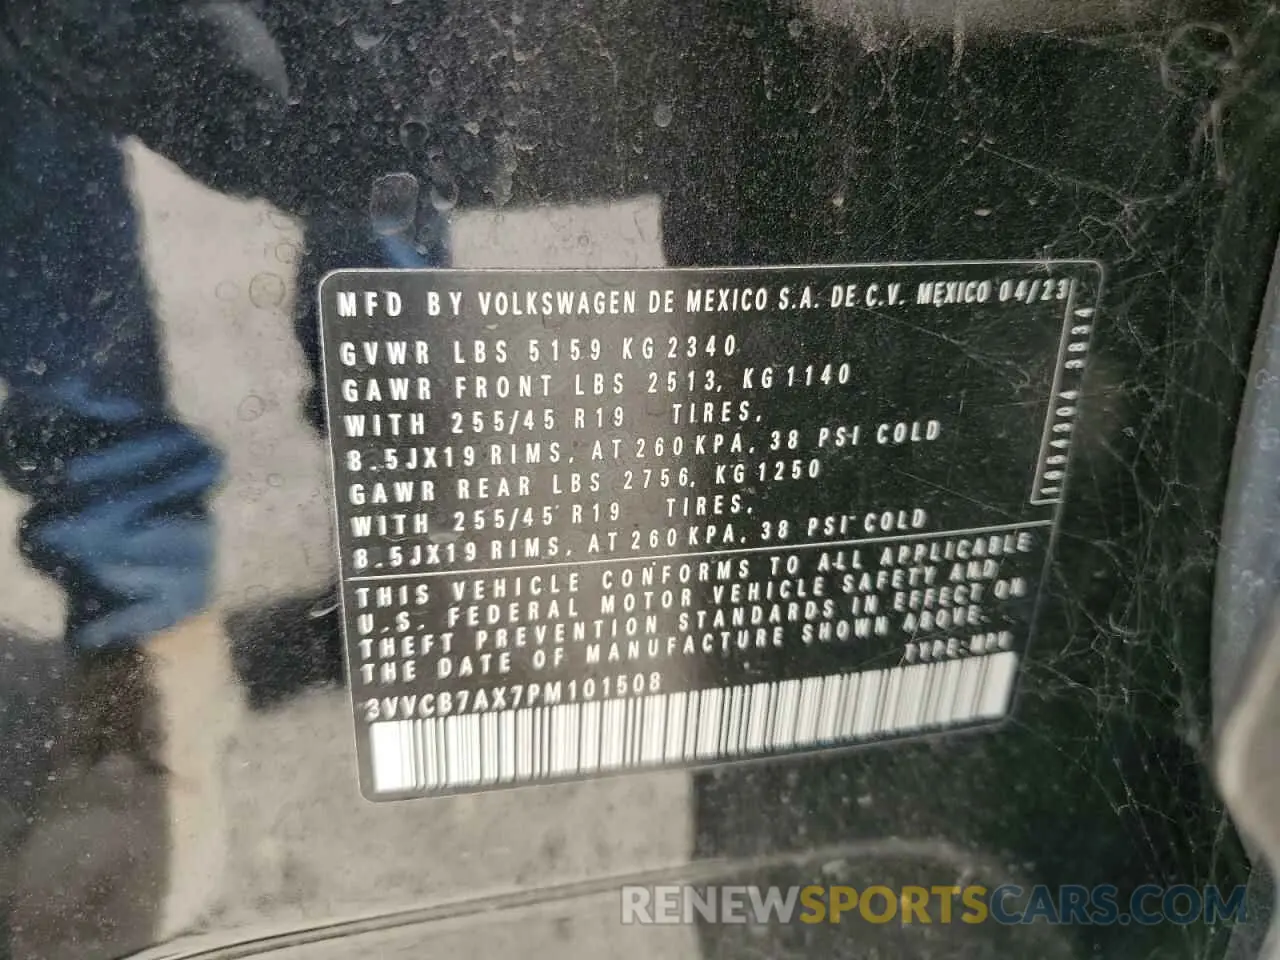 MFD BY VOLKSWAGEN DE MEXICO S.A. DE C.V. MEXICO 04/23
GVWR LBS 5159 KG 2340
GAWR FRONT LBS 2513, KG 1140
WITH 255/45 R19 TIRES,
8.5JX19 RIMS, AT 260 KPA, 38 PSI COLD
GAWR REAR LBS 2756, KG 1250
WITH 255/45 R19 TIRES,
8.5JX19 RIMS, AT 260 KPA, 38 PSI COLD
THIS VEHICLE CONFORMS TO ALL APPLICABLE
U.S. FEDERAL MOTOR VEHICLE SAFETY AND
THEFT PREVENTION STANDARDS IN EFFECT ON
THE DATE OF MANUFACTURE SHOWN ABOVE.
TYPE: MPV
3VVCB7AX7PM101508
RENEWSPORTSCARS.COM